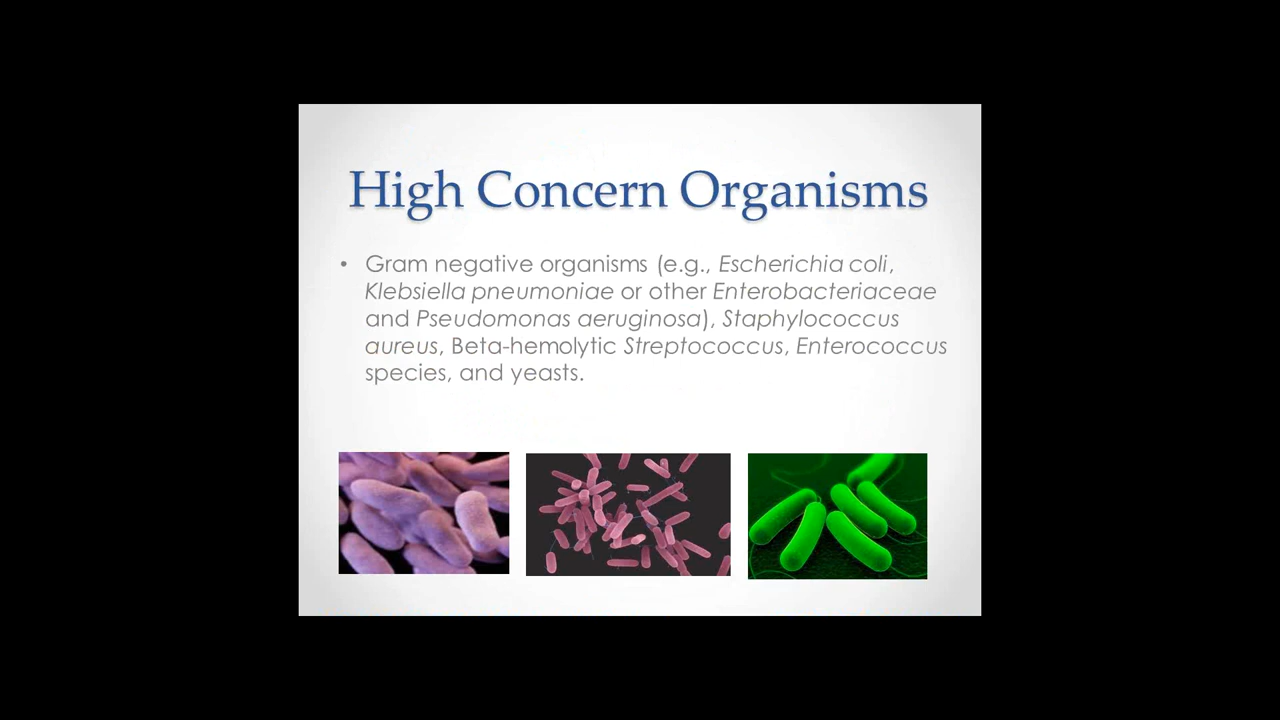 High Concern Organisms
• Gram negative organisms (e.g., Escherichia coli,
Klebsiella pneumoniae or other Enterobacteriaceae
and Pseudomonas aeruginosa), Staphylococcus
aureus, Beta-hemolytic Streptococcus, Enterococcus
species, and yeasts.